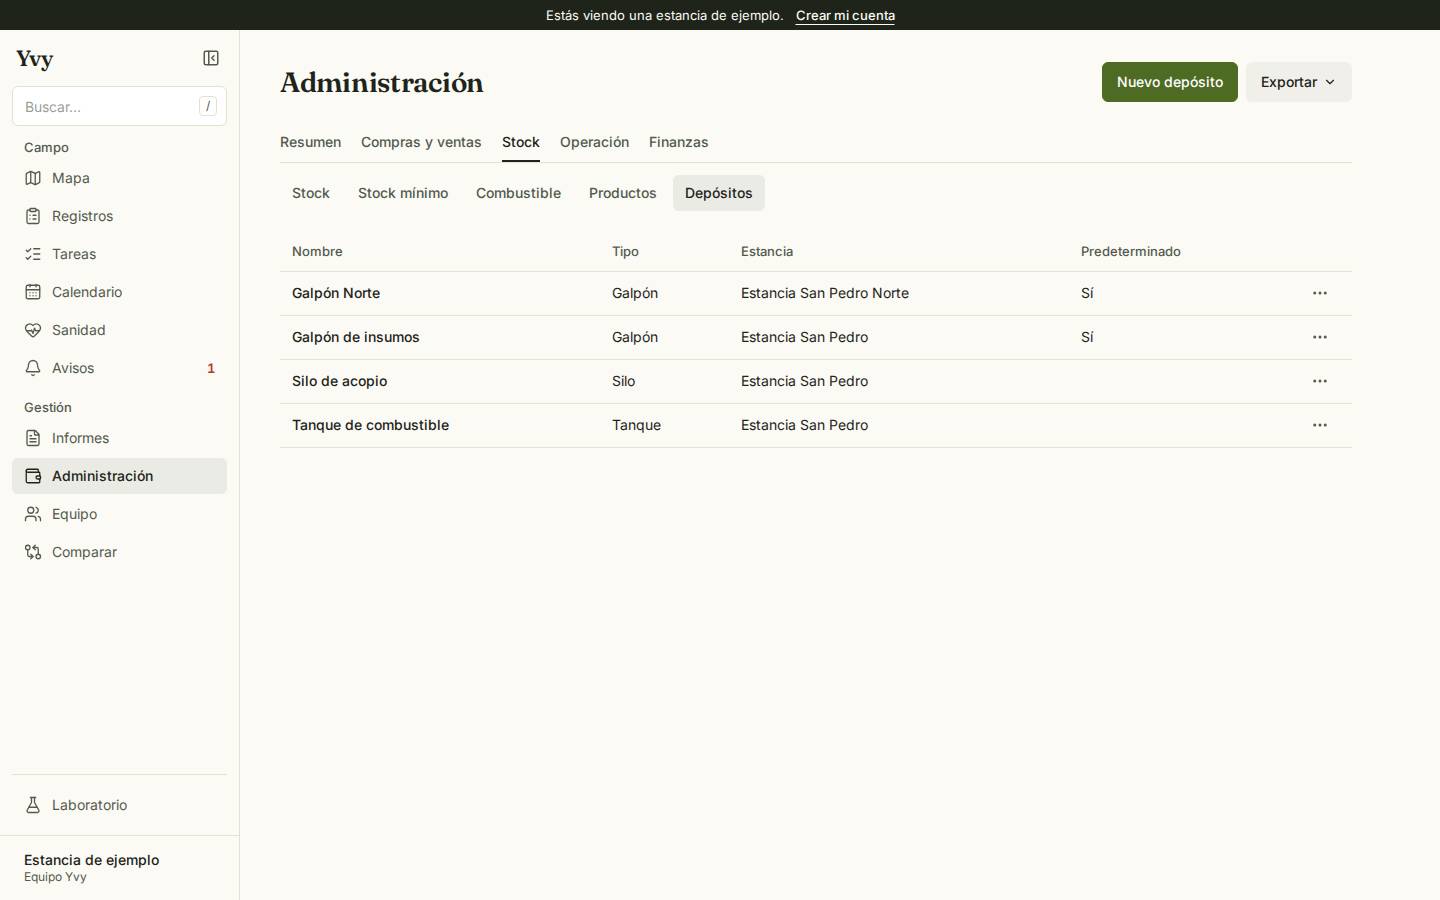 Estás viendo una estancia de ejemplo. Crear mi cuenta
Yvy
Buscar...
/
Campo
Mapa
Registros
Tareas
Calendario
Sanidad
Avisos 1
Gestión
Informes
Administración
Equipo
Comparar
Laboratorio
Estancia de ejemplo
Equipo Yvy
Administración
Nuevo depósito
Exportar
Resumen Compras y ventas Stock Operación Finanzas
Stock Stock mínimo Combustible Productos Depósitos
Nombre Tipo Estancia Predeterminado
Galpón Norte Galpón Estancia San Pedro Norte Sí
Galpón de insumos Galpón Estancia San Pedro Sí
Silo de acopio Silo Estancia San Pedro
Tanque de combustible Tanque Estancia San Pedro